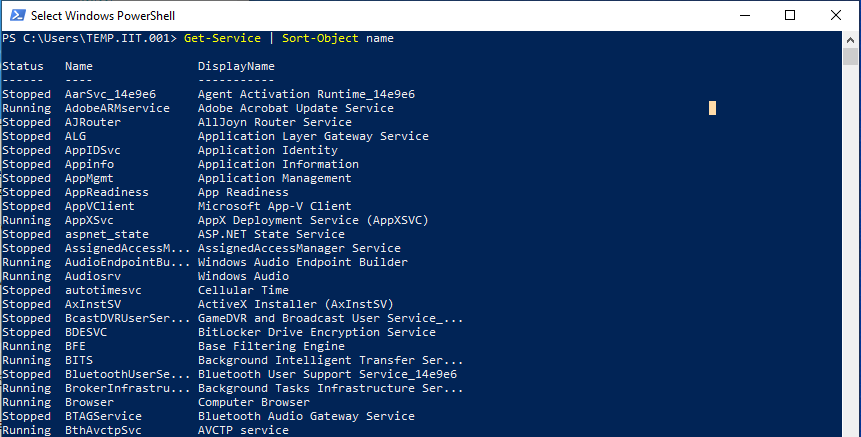 Select Windows PowerShell
PS C:\Users\TEMP.IIT.001> Get-Service | Sort-Object name
Status   Name               DisplayName
------   ----               -----------
Stopped  AarSvc_14e9e6      Agent Activation Runtime_14e9e6
Running  AdobeARMservice    Adobe Acrobat Update Service
Stopped  AJRouter           AllJoyn Router Service
Stopped  ALG                Application Layer Gateway Service
Stopped  AppIDSvc           Application Identity
Stopped  Appinfo            Application Information
Stopped  AppMgmt            Application Management
Stopped  AppReadiness       App Readiness
Stopped  AppVClient         Microsoft App-V Client
Running  AppXSvc            AppX Deployment Service (AppXSVC)
Stopped  aspnet_state       ASP.NET State Service
Stopped  AssignedAccessM... AssignedAccessManager Service
Running  AudioEndpointBu... Windows Audio Endpoint Builder
Running  Audiosrv           Windows Audio
Stopped  autotimesvc        Cellular Time
Stopped  AxInstSV           ActiveX Installer (AxInstSV)
Stopped  BcastDVRUserSer... GameDVR and Broadcast User Service_...
Stopped  BDESVC             BitLocker Drive Encryption Service
Running  BFE                Base Filtering Engine
Running  BITS               Background Intelligent Transfer Ser...
Stopped  BluetoothUserSe... Bluetooth User Support Service_14e9e6
Running  BrokerInfrastru... Background Tasks Infrastructure Ser...
Running  Browser            Computer Browser
Stopped  BTAGService        Bluetooth Audio Gateway Service
Running  BthAvctpSvc        AVCTP service